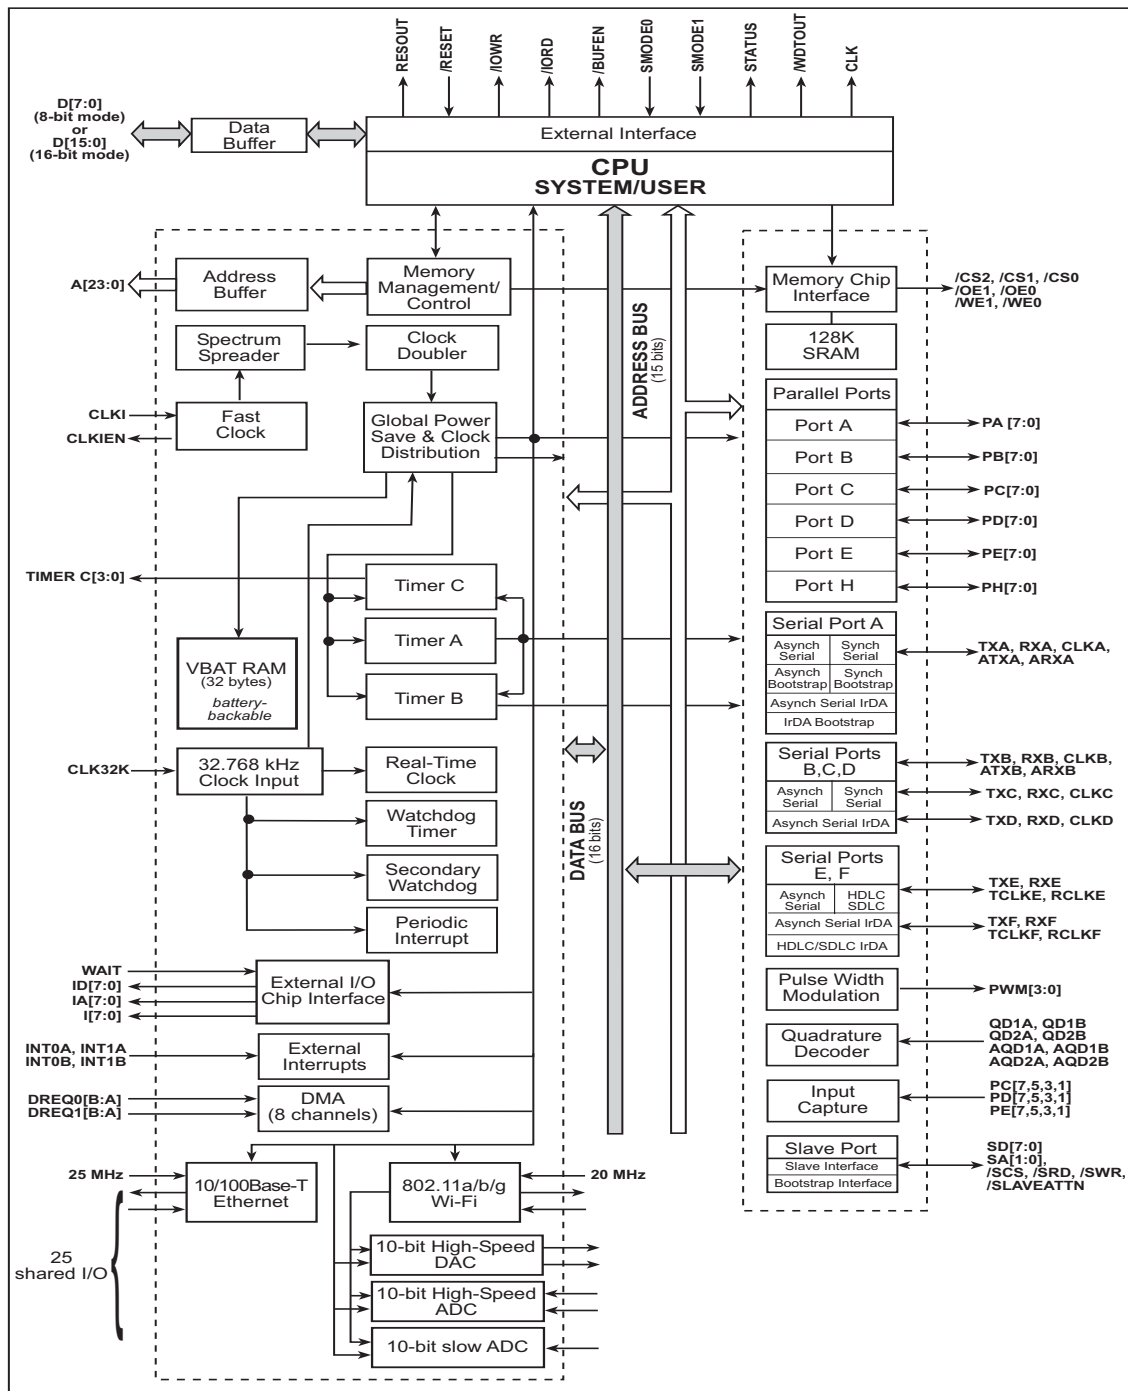 RESOUT
/RESET
/IOWR
/IORD
/BUFEN
SMODE0
SMODE1
STATUS
/WDTOUT
CLK
D[7:0]
(8-bit mode)
or
D[15:0]
(16-bit mode)
Data
Buffer
External Interface
CPU
SYSTEM/USER
A[23:0]
Address
Buffer
Memory
Management/
Control
Spectrum
Spreader
Clock
Doubler
CLKI
CLKIEN
Fast
Clock
Global Power
Save & Clock
Distribution
TIMER C[3:0]
Timer C
Timer A
Timer B
VBAT RAM
(32 bytes)
battery-
backable
CLK32K
32.768 kHz
Clock Input
Real-Time
Clock
Watchdog
Timer
Secondary
Watchdog
Periodic
Interrupt
WAIT
ID[7:0]
IA[7:0]
I[7:0]
External I/O
Chip Interface
INT0A, INT1A
INT0B, INT1B
External
Interrupts
DREQ0[B:A]
DREQ1[B:A]
DMA
(8 channels)
25 MHz
10/100Base-T
Ethernet
802.11a/b/g
Wi-Fi
20 MHz
25
shared I/O
10-bit High-Speed
DAC
10-bit High-Speed
ADC
10-bit slow ADC
ADDRESS BUS
(15 bits)
DATA BUS
(16 bits)
Memory Chip
Interface
/CS2, /CS1, /CS0
/OE1, /OE0
/WE1, /WE0
128K
SRAM
Parallel Ports
Port A
PA [7:0]
Port B
PB[7:0]
Port C
PC[7:0]
Port D
PD[7:0]
Port E
PE[7:0]
Port H
PH[7:0]
Serial Port A
Asynch
Serial
Synch
Serial
Asynch
Bootstrap
Synch
Bootstrap
Asynch Serial IrDA
IrDA Bootstrap
TXA, RXA, CLKA,
ATXA, ARXA
Serial Ports
B,C,D
Asynch
Serial
Synch
Serial
Asynch Serial IrDA
TXB, RXB, CLKB,
ATXB, ARXB
TXC, RXC, CLKC
TXD, RXD, CLKD
Serial Ports
E, F
Asynch
Serial
HDLC
SDLC
Asynch Serial IrDA
HDLC/SDLC IrDA
TXE, RXE
TCLKE, RCLKE
TXF, RXF
TCLKF, RCLKF
Pulse Width
Modulation
PWM[3:0]
Quadrature
Decoder
QD1A, QD1B
QD2A, QD2B
AQD1A, AQD1B
AQD2A, AQD2B
Input
Capture
PC[7,5,3,1]
PD[7,5,3,1]
PE[7,5,3,1]
Slave Port
Slave Interface
Bootstrap Interface
SD[7:0]
SA[1:0],
/SCS, /SRD, /SWR,
/SLAVEATTN